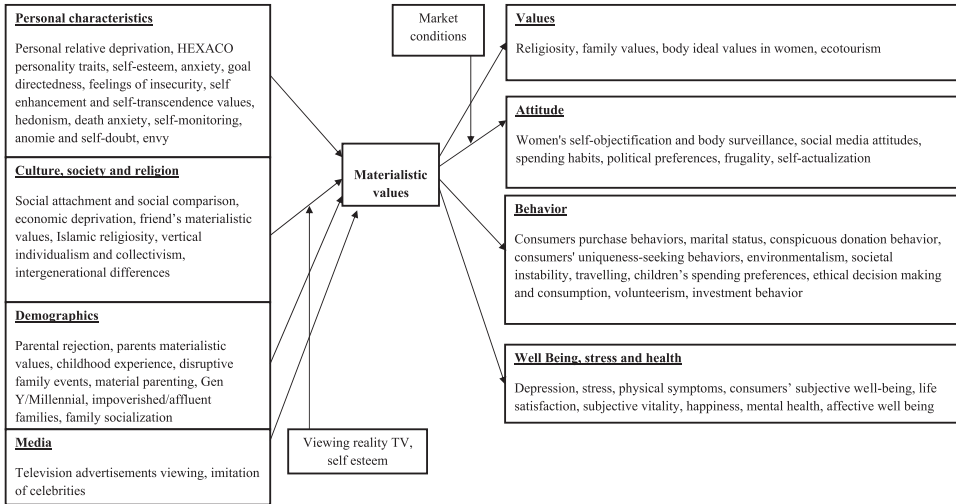 Personal characteristics
Personal relative deprivation, HEXACO
personality traits, self-esteem, anxiety, goal
directedness, feelings of insecurity, self
enhancement and self-transcendence values,
hedonism, death anxiety, self-monitoring,
anomie and self-doubt, envy
Culture, society and religion
Social attachment and social comparison,
economic deprivation, friend's materialistic
values, Islamic religiosity, vertical
individualism and collectivism,
intergenerational differences
Demographics
Parental rejection, parents materialistic
values, childhood experience, disruptive
family events, material parenting, Gen
Y/Millennial, impoverished/affluent
families, family socialization
Media
Television advertisements viewing, imitation
of celebrities
Viewing reality TV,
self esteem
Materialistic
values
Market
conditions
Values
Religiosity, family values, body ideal values in women, ecotourism
Attitude
Women's self-objectification and body surveillance, social media attitudes,
spending habits, political preferences, frugality, self-actualization
Behavior
Consumers purchase behaviors, marital status, conspicuous donation behavior,
consumers' uniqueness-seeking behaviors, environmentalism, societal
instability, travelling, children's spending preferences, ethical decision making
and consumption, volunteerism, investment behavior
Well Being, stress and health
Depression, stress, physical symptoms, consumers' subjective well-being, life
satisfaction, subjective vitality, happiness, mental health, affective well being